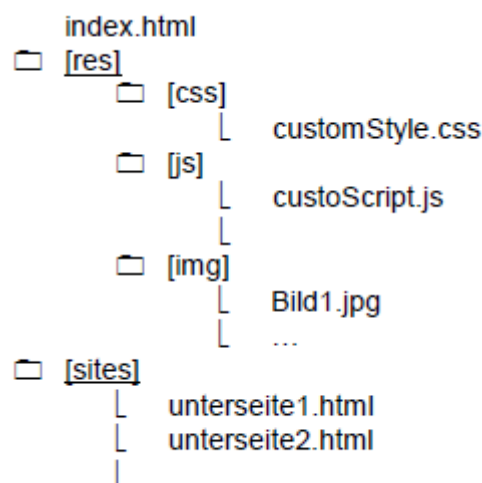 index.html
[res]
[css]
customStyle.css
[js]
custoScript.js
[img]
Bild1.jpg
…
[sites]
unterseite1.html
unterseite2.html